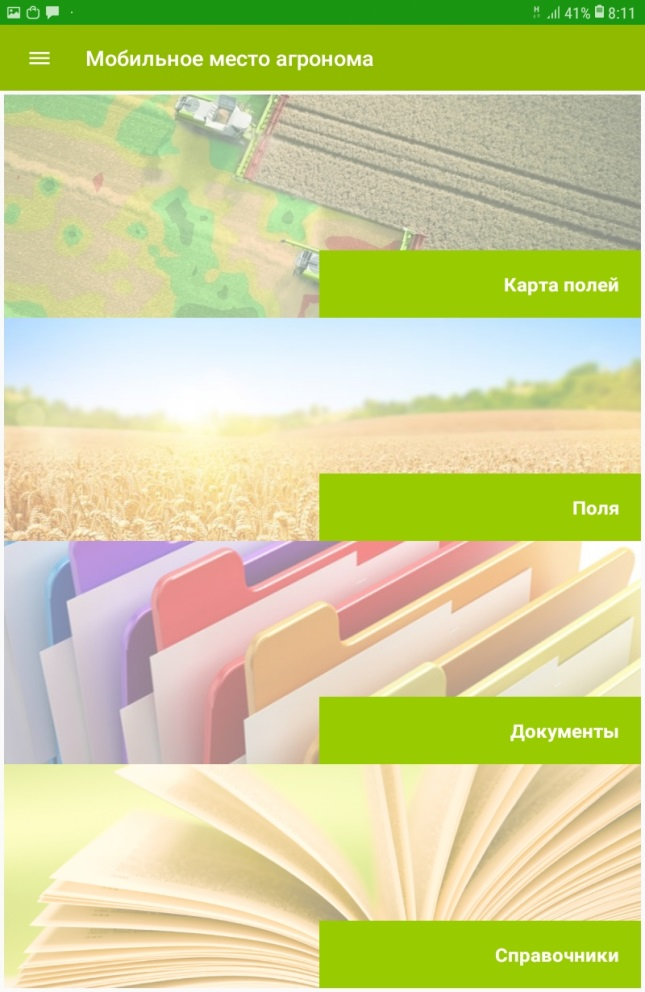 41% 8:11
Мобильное место агронома
Карта полей
Поля
Документы
Справочники